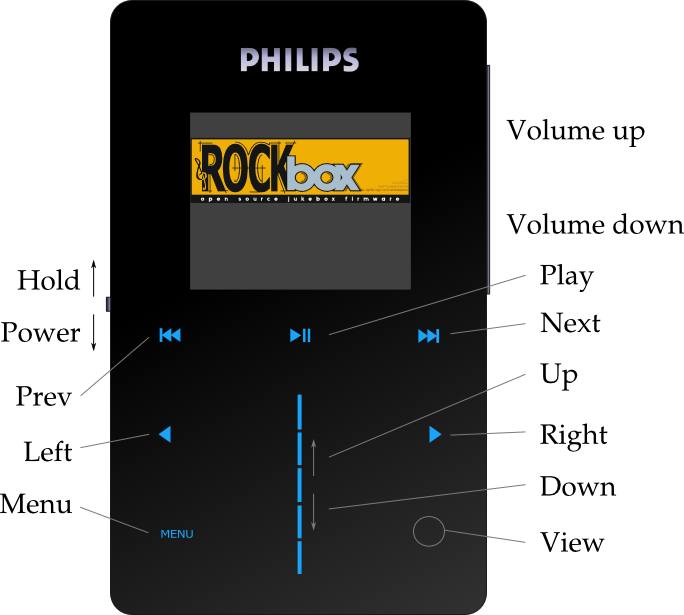 PHILIPS
ROCKbox
open source jukebox firmware
Volume up
Volume down
Hold
Power
Prev
Left
Menu
Play
Next
Up
Right
Down
View
MENU